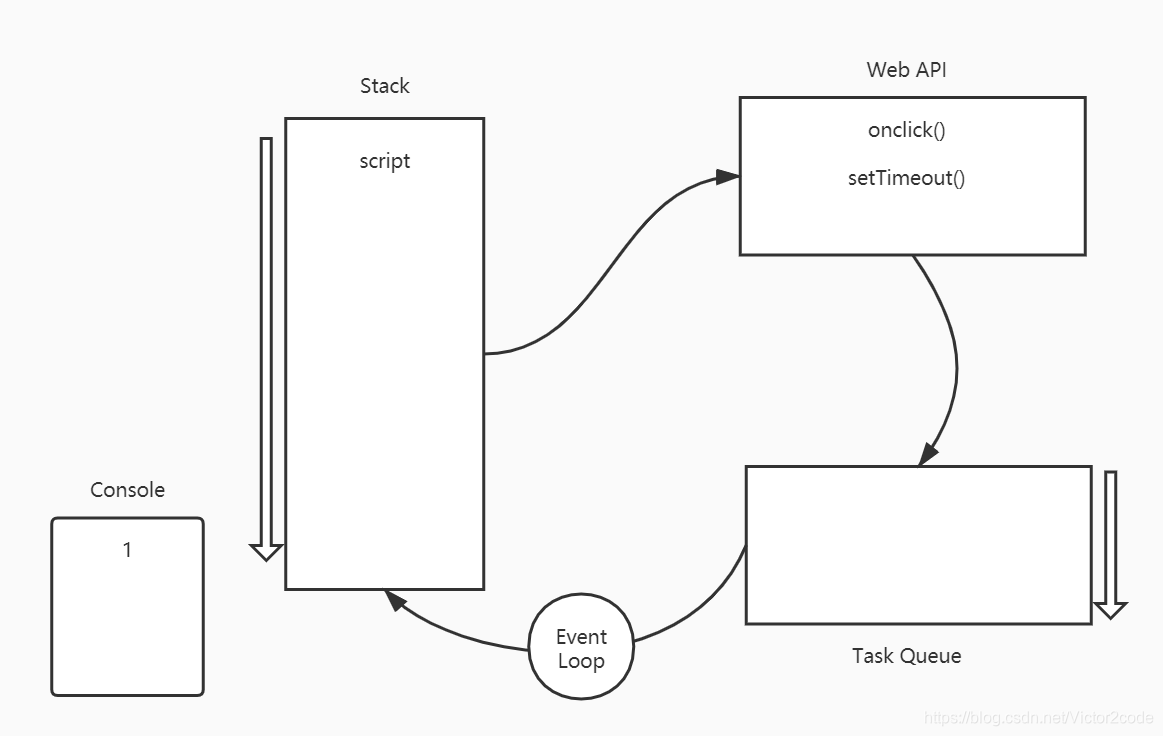 Stack
script
Web API
onclick()
setTimeout()
Console
1
Event
Loop
Task Queue
https://blog.csdn.net/Victor2code